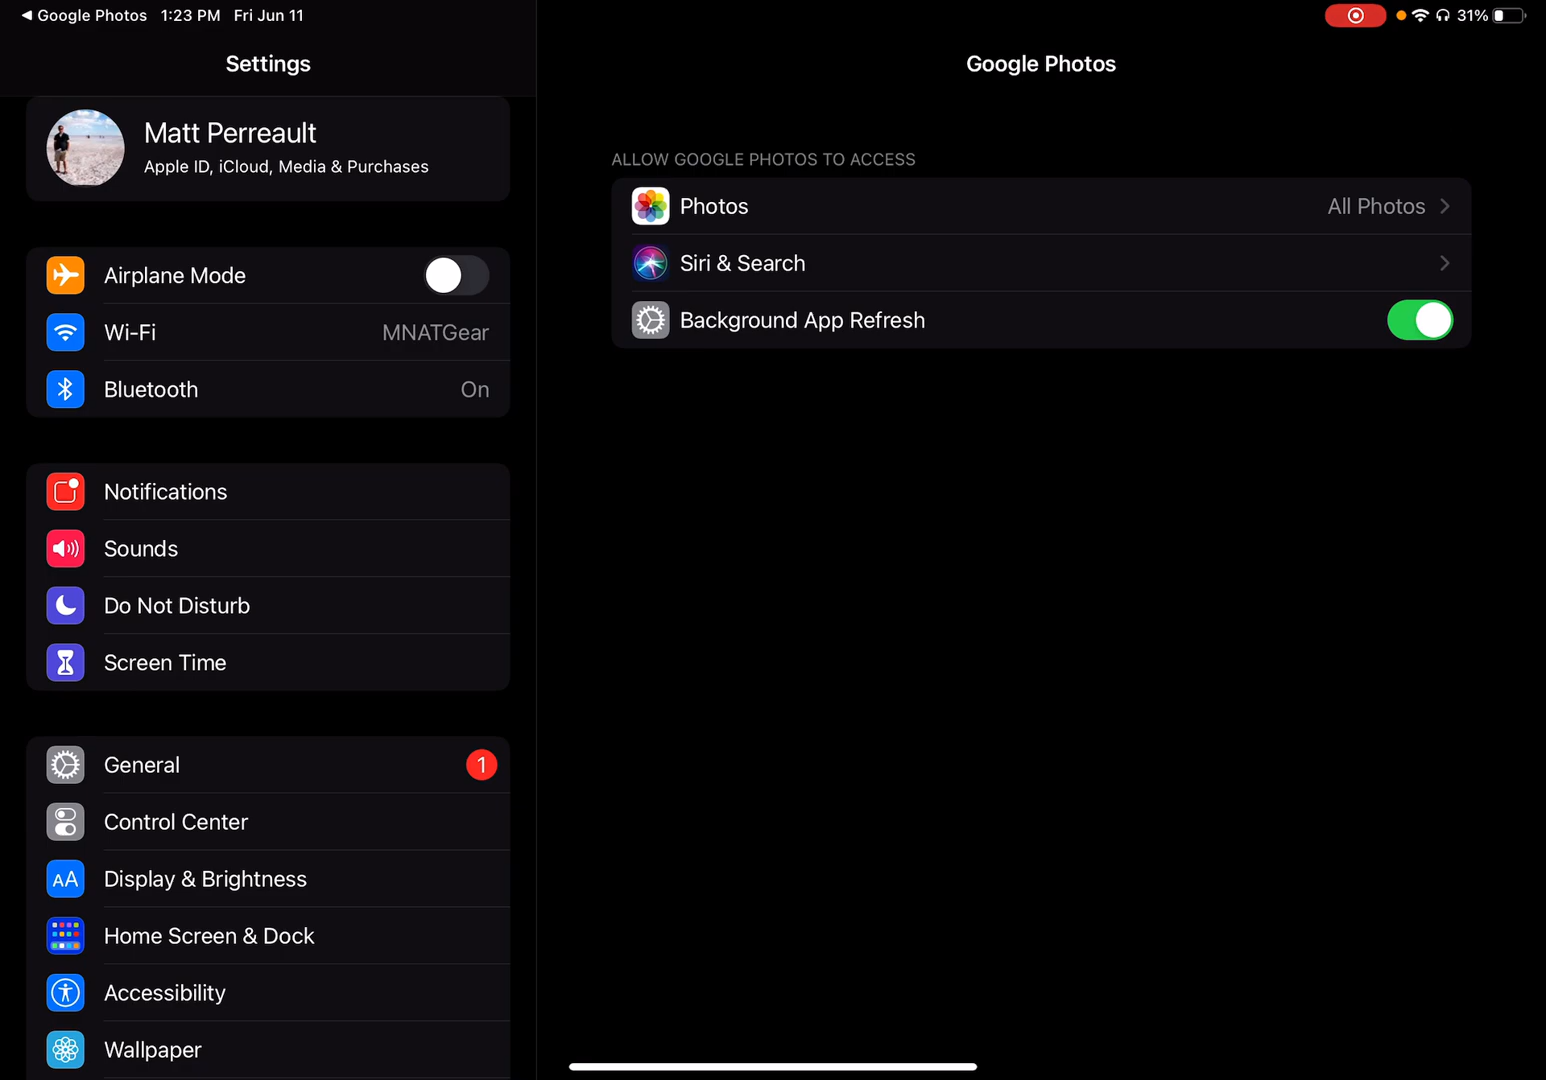 Google Photos 1:23 PM Fri Jun 11
31%
Settings
Matt Perreault
Apple ID, iCloud, Media & Purchases
Airplane Mode
Wi-Fi MNATGear
Bluetooth On
Notifications
Sounds
Do Not Disturb
Screen Time
General 1
Control Center
AA Display & Brightness
Home Screen & Dock
Accessibility
Wallpaper
Google Photos
ALLOW GOOGLE PHOTOS TO ACCESS
Photos All Photos
Siri & Search
Background App Refresh